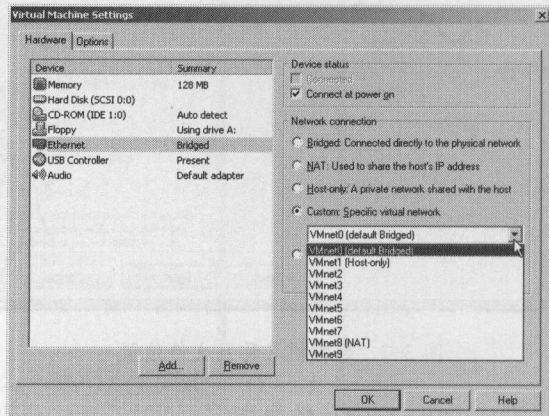 Virtual Machine Settings
Hardware Options
Device Summary
Memory 128 MB
Hard Disk (SCSI 0:0)
CD-ROM (IDE 1:0) Auto detect
Floppy Using drive A:
Ethernet Bridged
USB Controller Present
Audio Default adapter
Add... Remove
Device status
Connected
Connect at power on
Network connection
Bridged: Connected directly to the physical network
NAT: Used to share the host's IP address
Host-only: A private network shared with the host
Custom: Specific virtual network
VMnet0 (default Bridged)
VMnet0 (default Bridged)
VMnet1 (Host-only)
VMnet2
VMnet3
VMnet4
VMnet5
VMnet6
VMnet7
VMnet8 (NAT)
VMnet9
OK Cancel Help